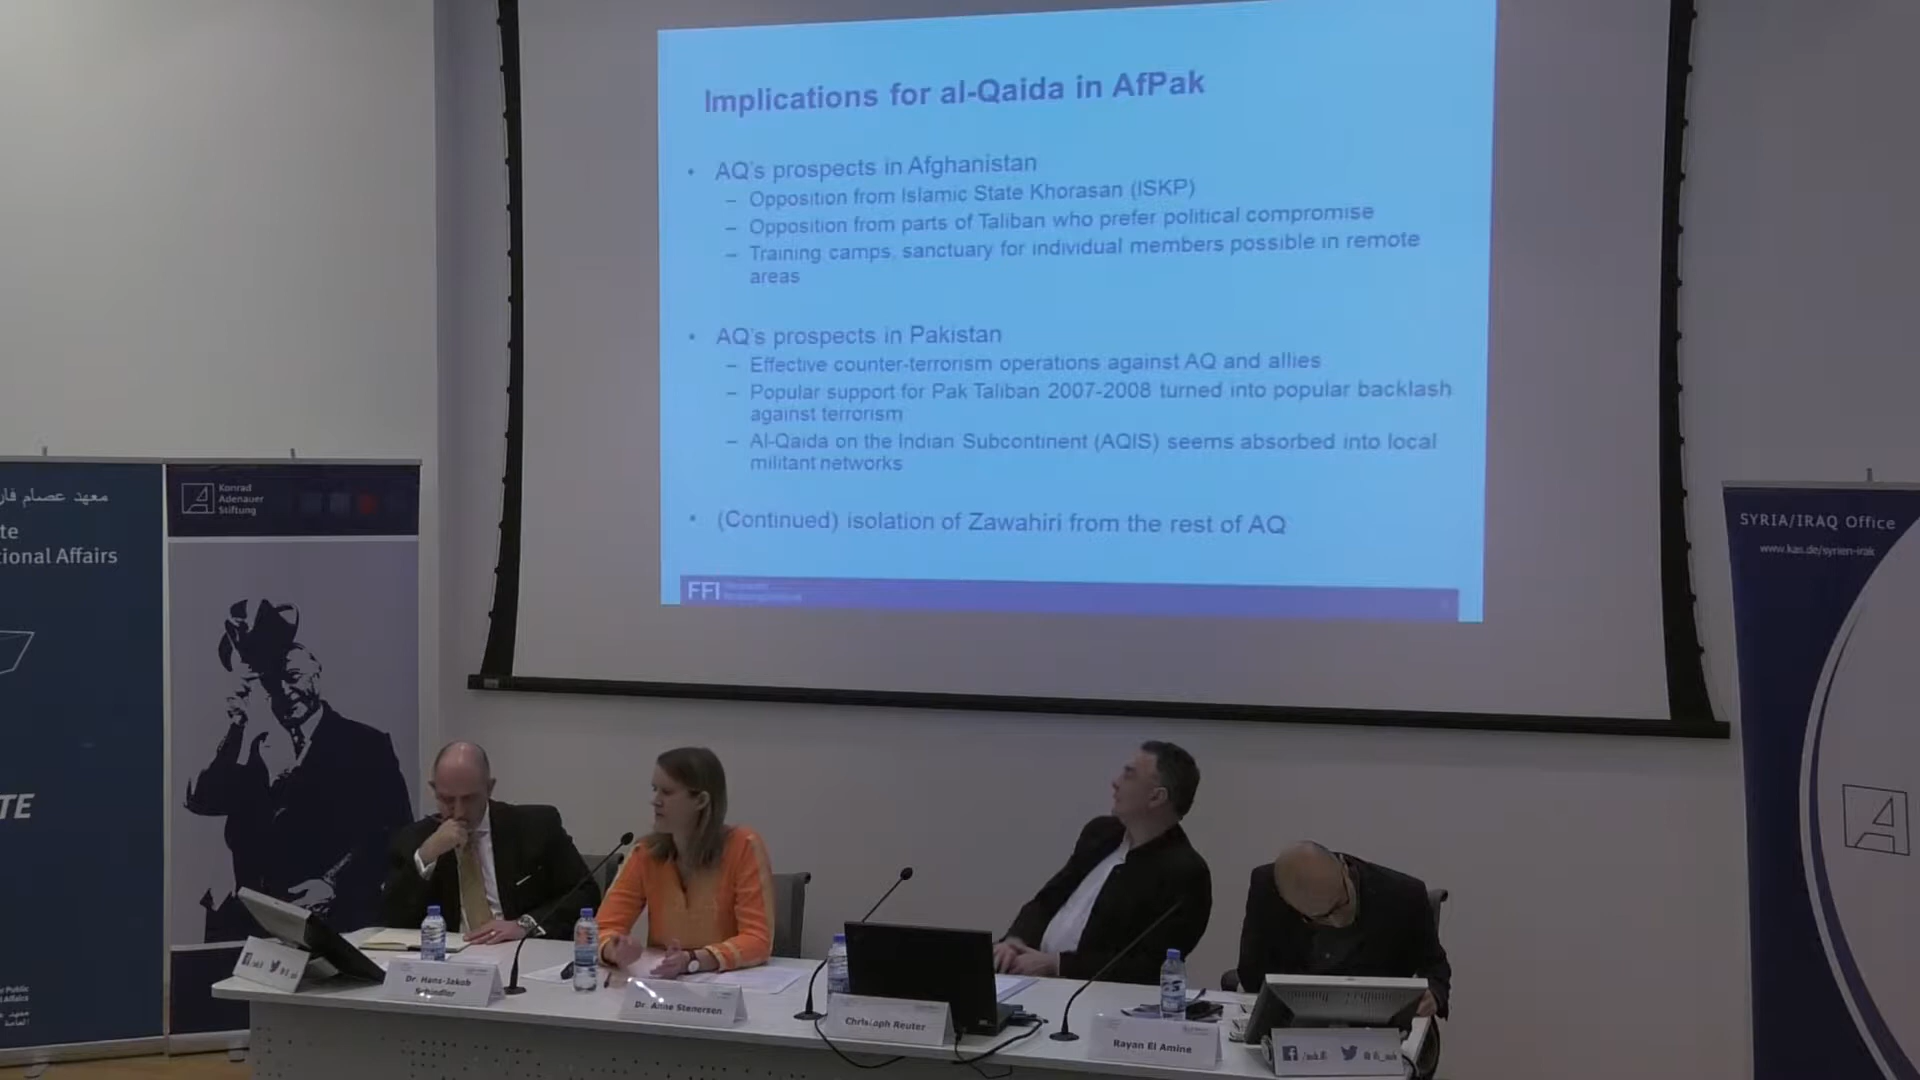 Implications for al-Qaida in AfPak
• AQ's prospects in Afghanistan
– Opposition from Islamic State Khorasan (ISKP)
– Opposition from parts of Taliban who prefer political compromise
– Training camps, sanctuary for individual members possible in remote
areas
• AQ's prospects in Pakistan
– Effective counter-terrorism operations against AQ and allies
– Popular support for Pak Taliban 2007-2008 turned into popular backlash
against terrorism
– Al-Qaida on the Indian Subcontinent (AQIS) seems absorbed into local
militant networks
• (Continued) isolation of Zawahiri from the rest of AQ
FFI
معهد عصام فار
te
tional Affairs
TE
Public
Affairs
Konrad
Adenauer
Stiftung
SYRIA/IRAQ Office
www.kas.de/syrien-irak
Dr. Hans-Jakob
Schindler
Dr. Anne Stenersen
Christoph Reuter
Rayan El Amine